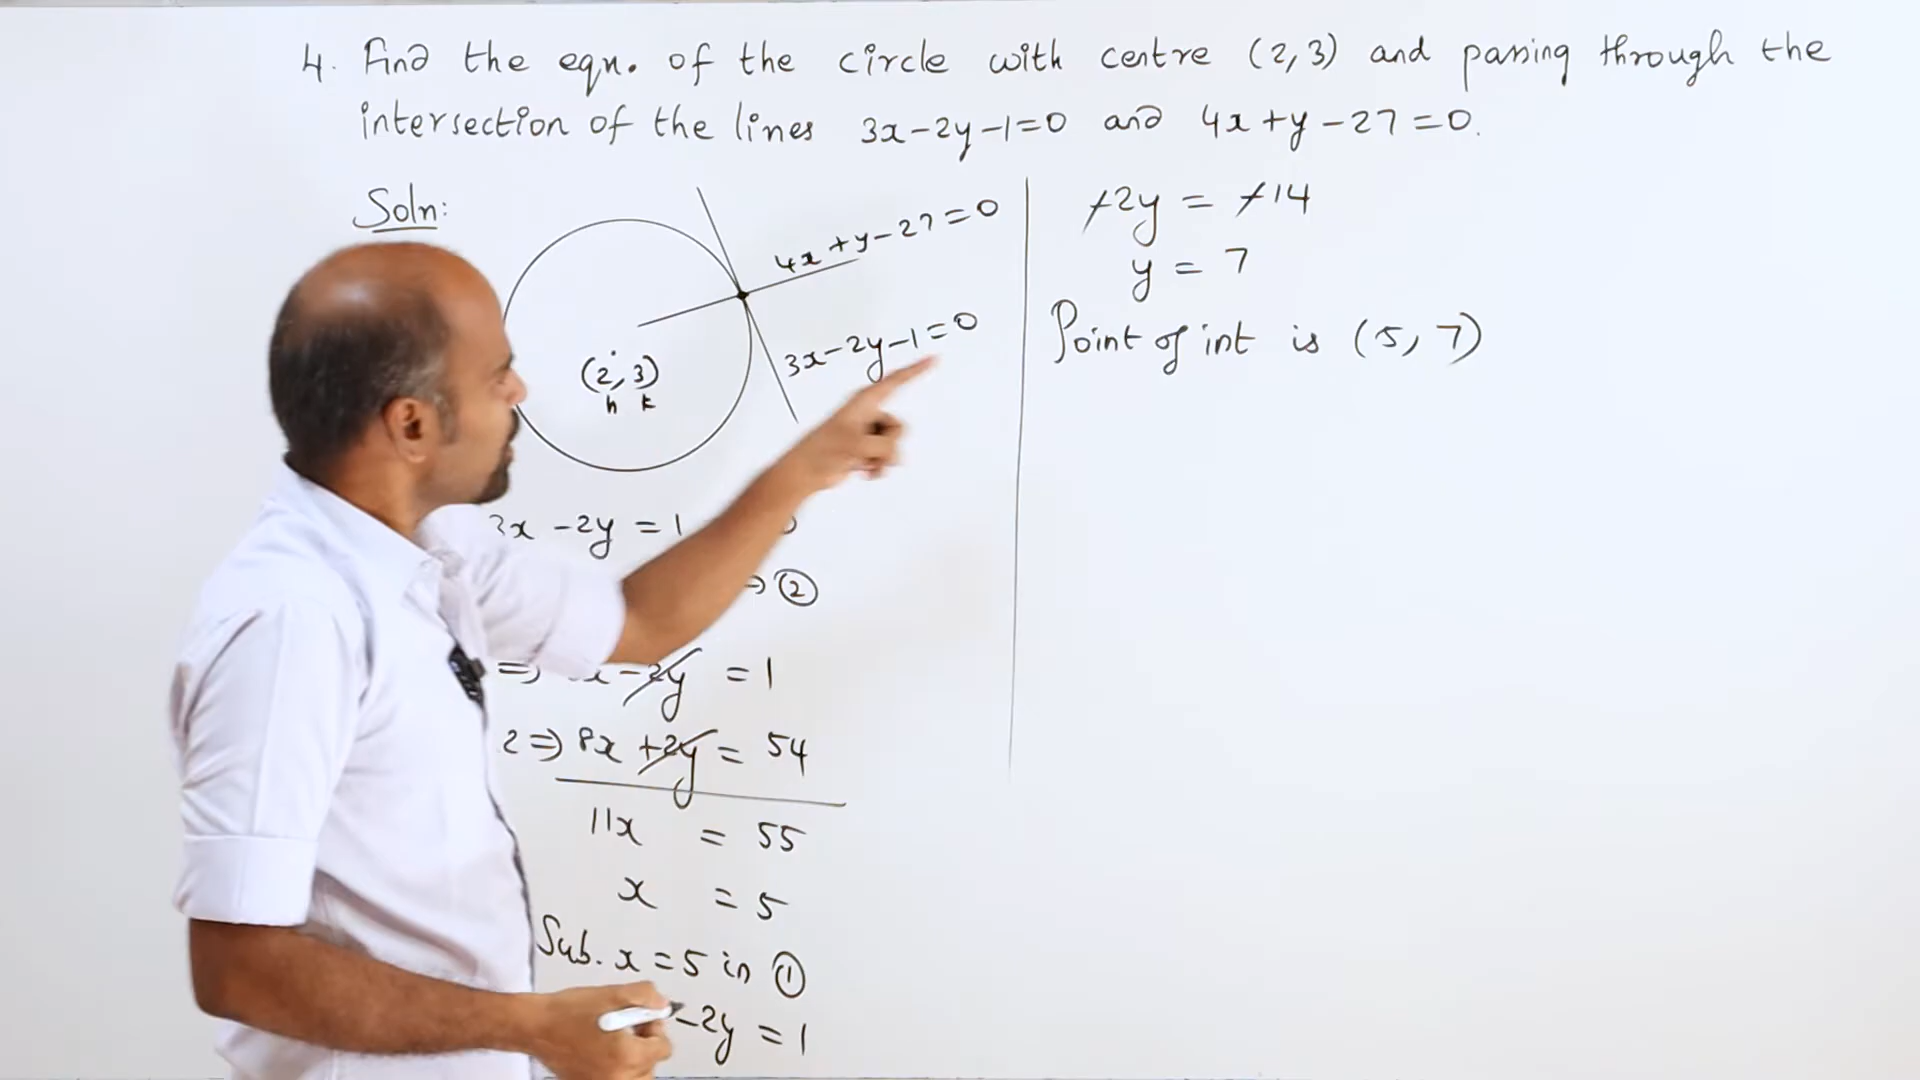 4. Find the eqn. of the circle with centre (2,3) and passing through the
intersection of the lines 3x-2y-1=0 and 4x+y-27=0.
Soln:
4x+y-27=0
3x-2y-1=0
(2, 3)
h k
3x -2y = 1
⇒ ②
⇒ x-2y = 1
2 ⇒ 8x +2y = 54
11x = 55
x = 5
Sub. x = 5 in ①
-2y = 1
-2y = -14
y = 7
Point of int is (5, 7)